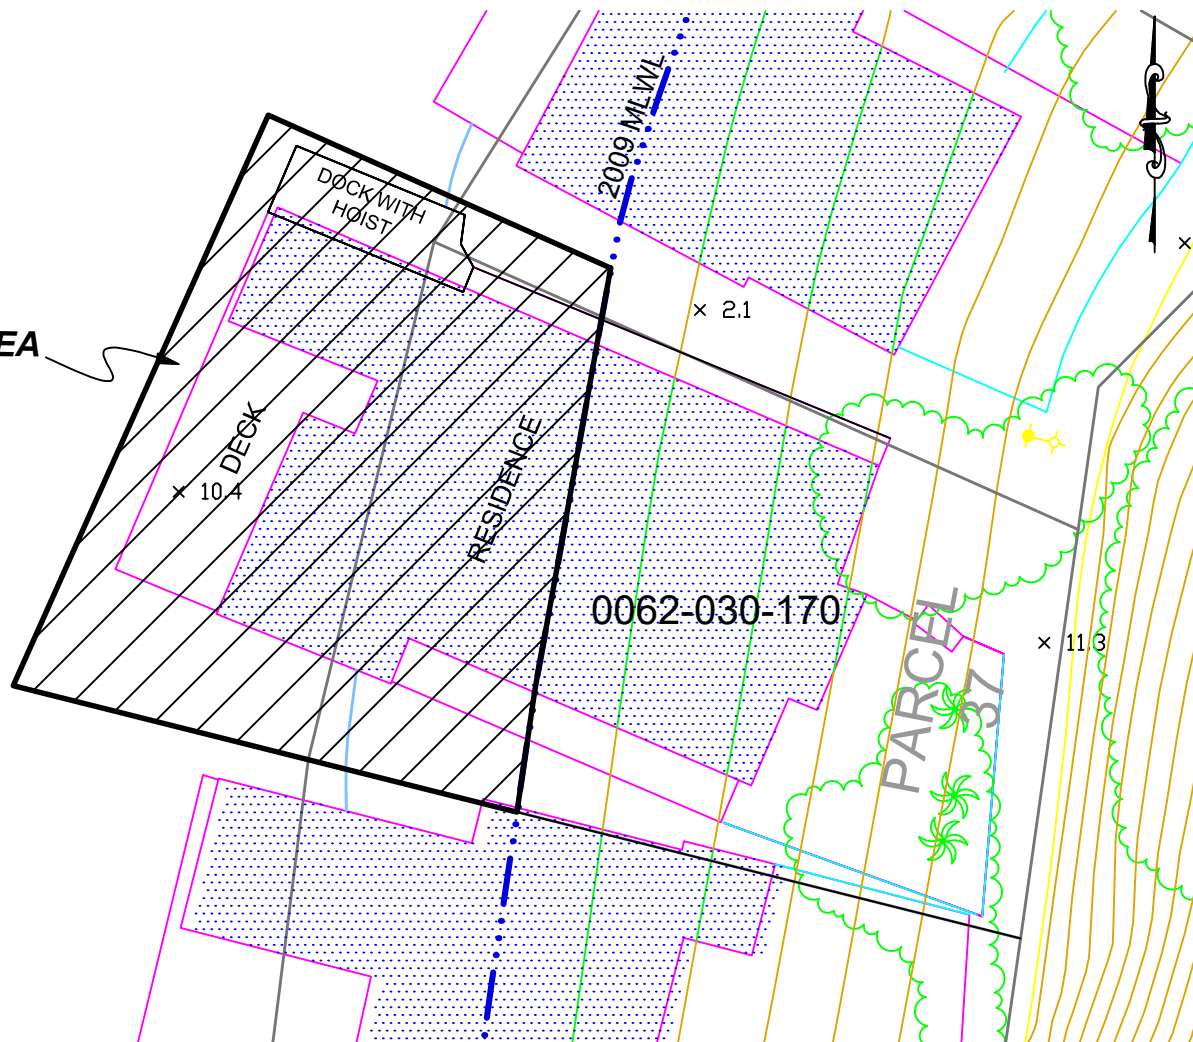 2009 MLWL
DOCK WITH
HOIST
× 2.1
EA
DECK
× 10.4
RESIDENCE
0062-030-170
PARCEL
37
× 11.3